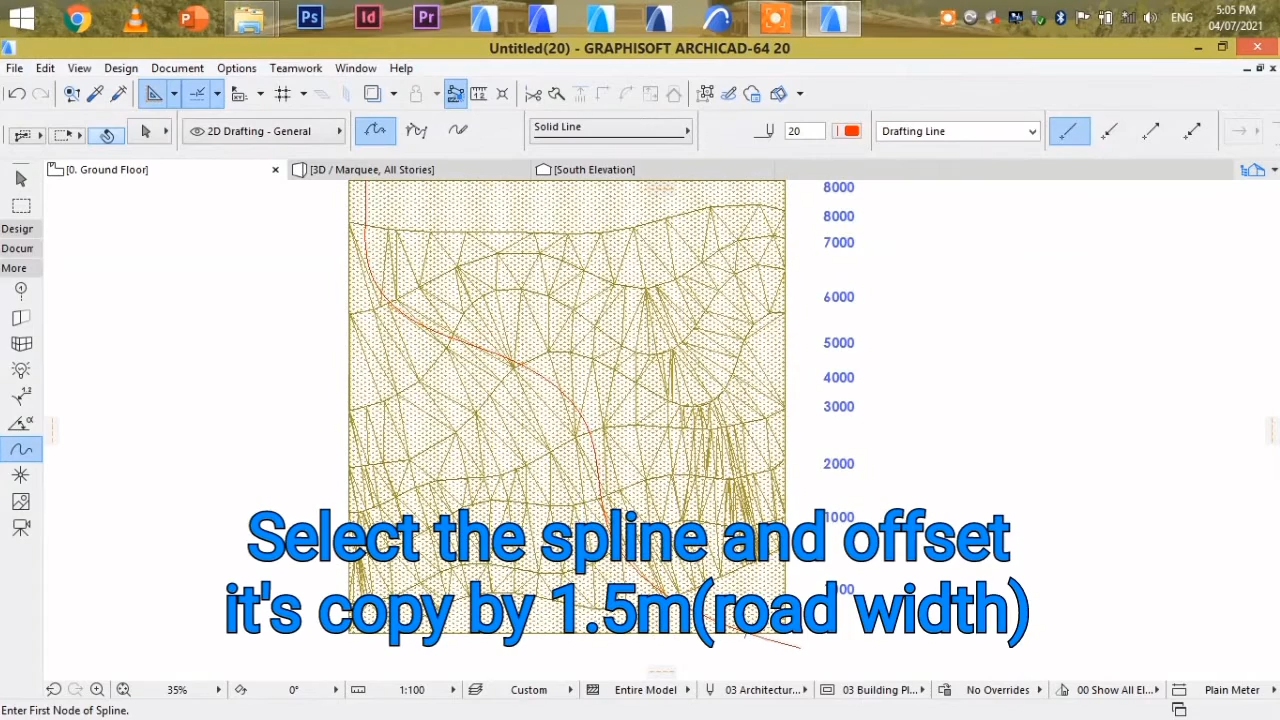 Ps
Id
Pr
ENG
5:05 PM
04/07/2021
Untitled(20) - GRAPHISOFT ARCHICAD-64 20
File Edit View Design Document Options Teamwork Window Help
2D Drafting - General
Solid Line
20
Drafting Line
[0. Ground Floor]
[3D / Marquee, All Stories]
[South Elevation]
Desigr
Docum
More
8000
8000
7000
6000
5000
4000
3000
2000
1000
Select the spline and offset
it's copy by 1.5m(road width)
35%
0°
1:100
Custom
Entire Model
03 Architectur...
03 Building Pl...
No Overrides
00 Show All El...
Plain Meter
Enter First Node of Spline.